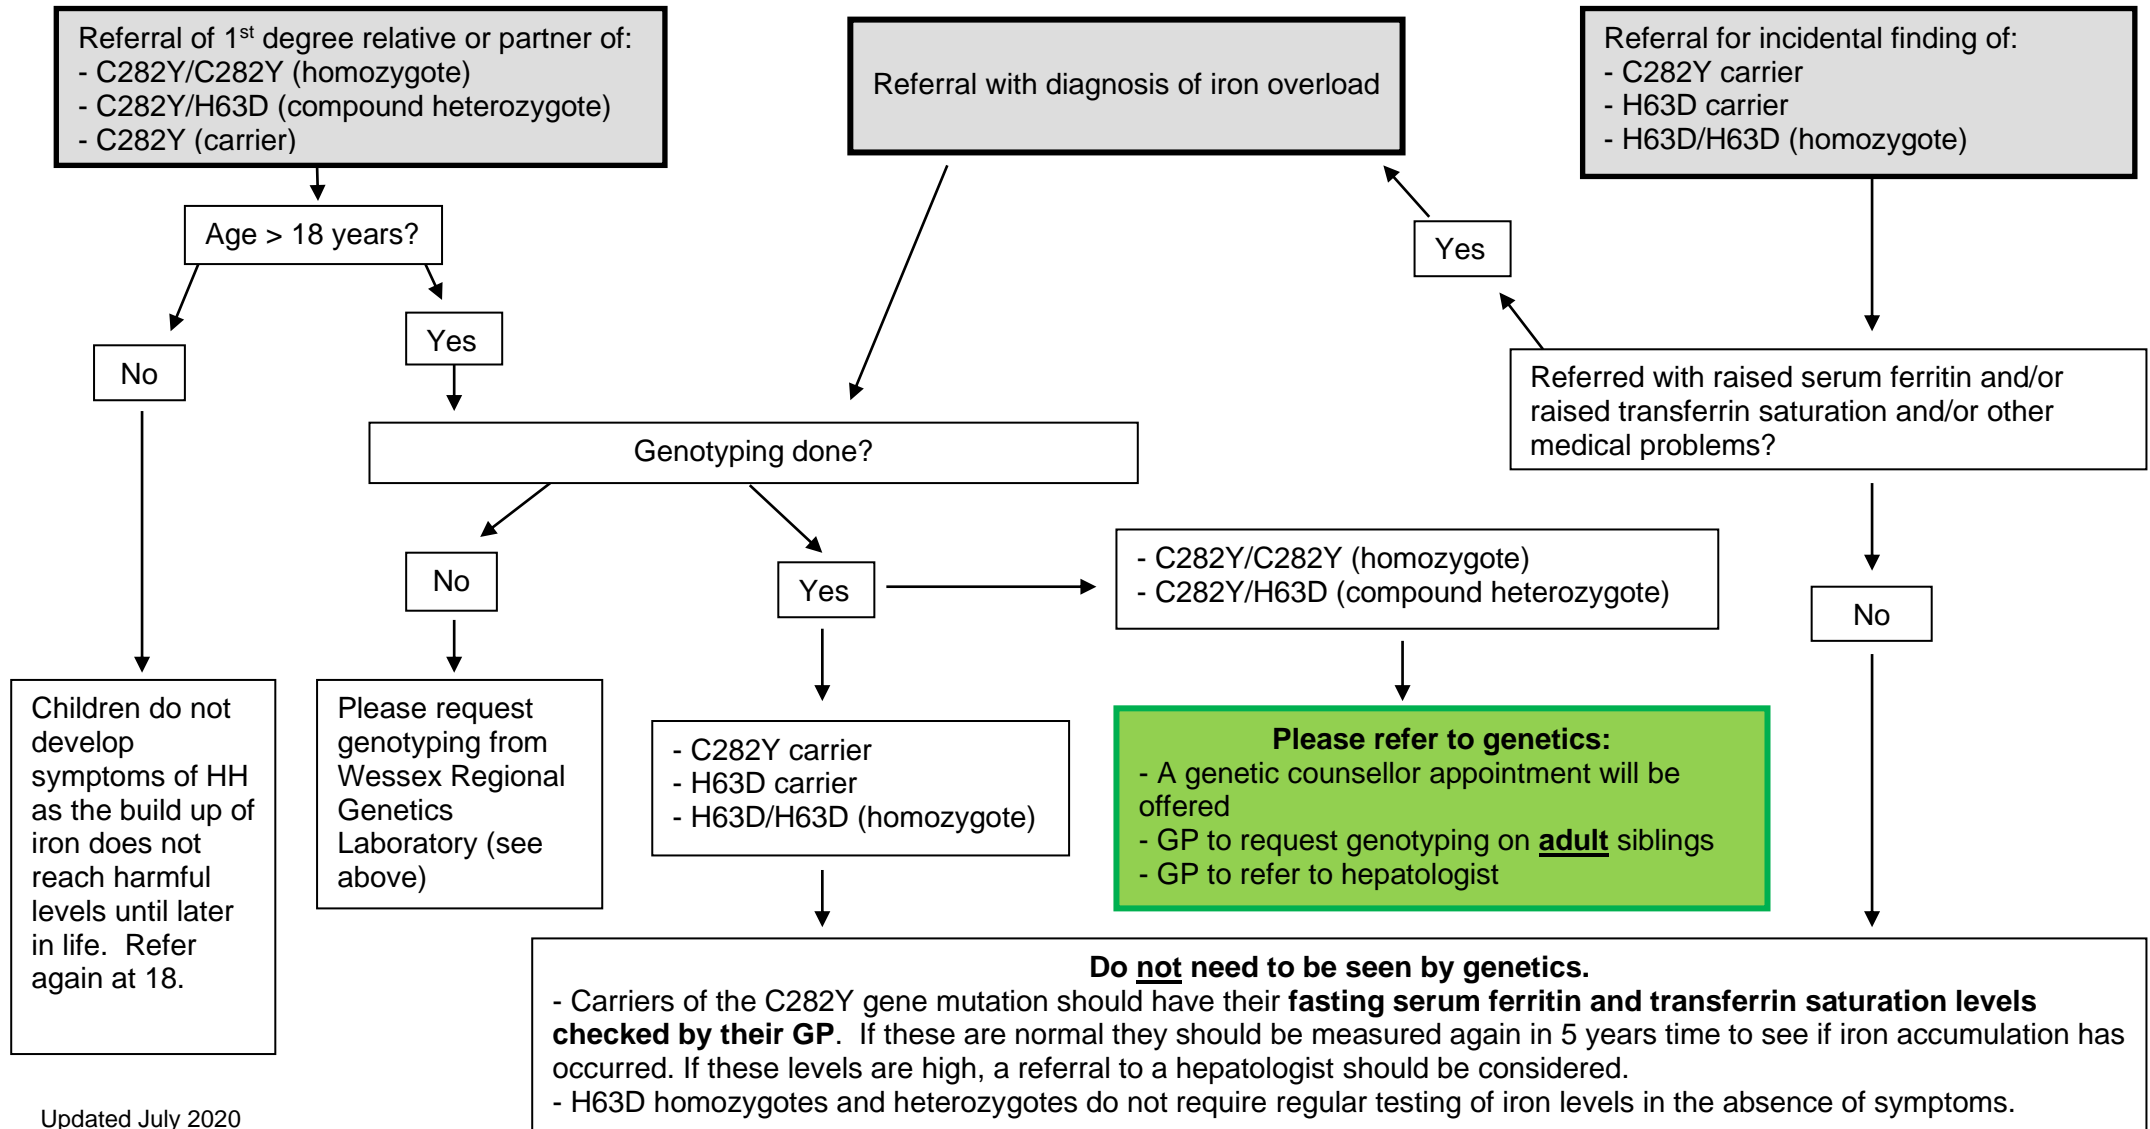 Referral of 1st degree relative or partner of:
- C282Y/C282Y (homozygote)
- C282Y/H63D (compound heterozygote)
- C282Y (carrier)
Referral with diagnosis of iron overload
Referral for incidental finding of:
- C282Y carrier
- H63D carrier
- H63D/H63D (homozygote)
Age > 18 years?
Yes
Yes
No
Referred with raised serum ferritin and/or
raised transferrin saturation and/or other
medical problems?
Genotyping done?
No
Yes
- C282Y/C282Y (homozygote)
- C282Y/H63D (compound heterozygote)
No
Children do not
develop
symptoms of HH
as the build up of
iron does not
reach harmful
levels until later
in life.  Refer
again at 18.
Please request
genotyping from
Wessex Regional
Genetics
Laboratory (see
above)
- C282Y carrier
- H63D carrier
- H63D/H63D (homozygote)
Please refer to genetics:
- A genetic counsellor appointment will be
offered
- GP to request genotyping on adult siblings
- GP to refer to hepatologist
Do not need to be seen by genetics.
- Carriers of the C282Y gene mutation should have their fasting serum ferritin and transferrin saturation levels
checked by their GP.  If these are normal they should be measured again in 5 years time to see if iron accumulation has
occurred. If these levels are high, a referral to a hepatologist should be considered.
- H63D homozygotes and heterozygotes do not require regular testing of iron levels in the absence of symptoms.
Updated July 2020